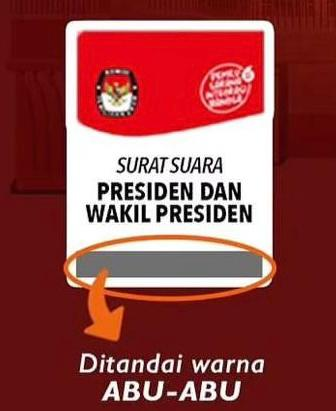 SURAT SUARA
PRESIDEN DAN
WAKIL PRESIDEN
Ditandai warna
ABU-ABU